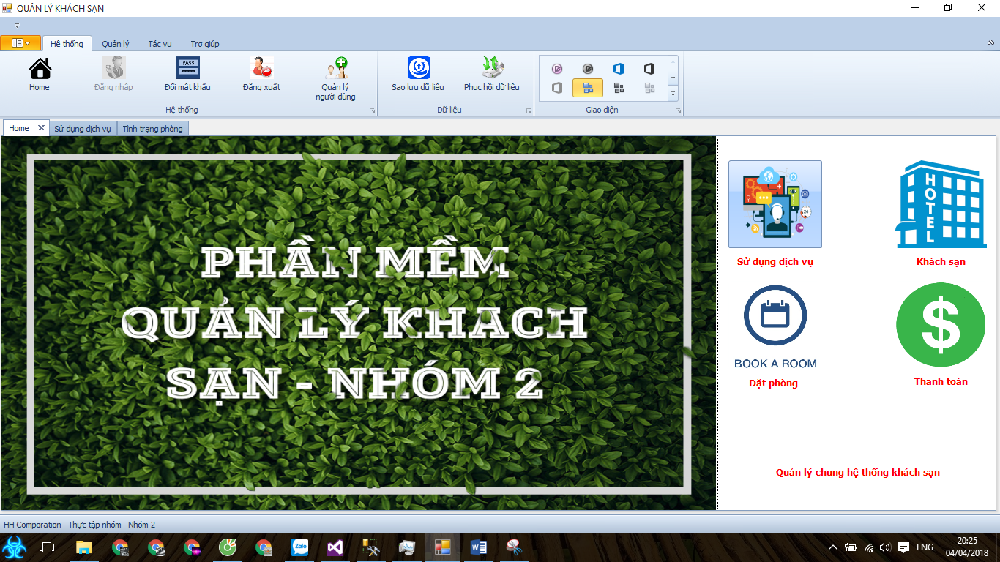 QUẢN LÝ KHÁCH SẠN
Hệ thống Quản lý Tác vụ Trợ giúp
PASS
Home Đăng nhập Đổi mật khẩu Đăng xuất Quản lý người dùng Sao lưu dữ liệu Phục hồi dữ liệu
Hệ thống Dữ liệu Giao diện
Home Sử dụng dịch vụ Tình trạng phòng
PHẦN MỀM
QUẢN LÝ KHACH
SẠN - NHÓM 2
24
Sử dụng dịch vụ
HOTEL
Khách sạn
BOOK A ROOM
Đặt phòng
$
Thanh toán
Quản lý chung hệ thống khách sạn
HH Comporation - Thực tập nhóm - Nhóm 2
Zalo
ENG
20:25
04/04/2018